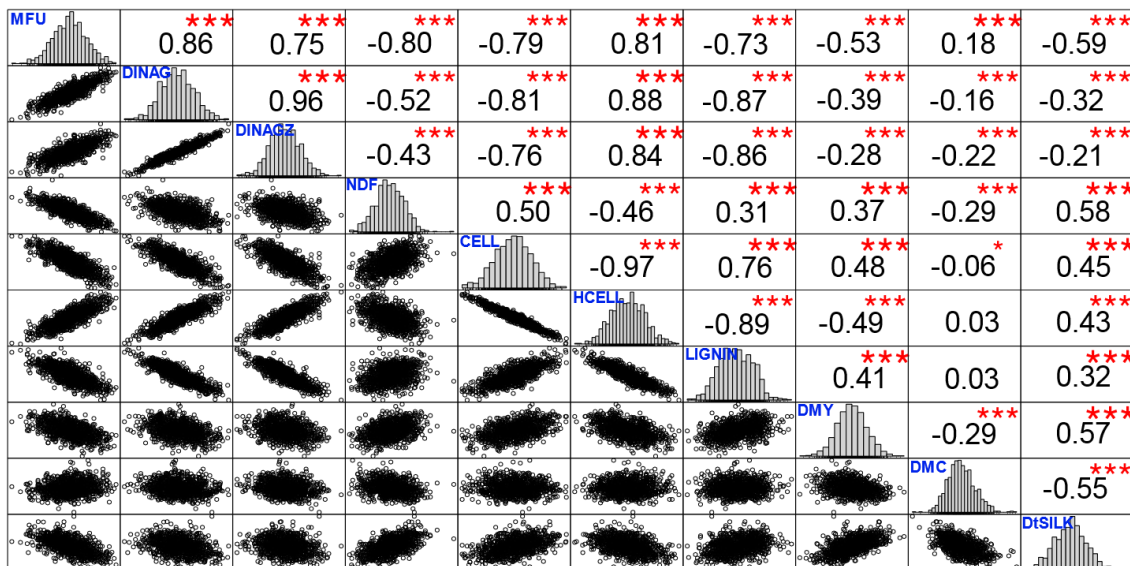 MFU *** 0.86 *** 0.75 *** -0.80 *** -0.79 *** 0.81 *** -0.73 *** -0.53 *** 0.18 *** -0.59
DINAG *** 0.96 *** -0.52 *** -0.81 *** 0.88 *** -0.87 *** -0.39 *** -0.16 *** -0.32
DINAGZ *** -0.43 *** -0.76 *** 0.84 *** -0.86 *** -0.28 *** -0.22 *** -0.21
NDF *** 0.50 *** -0.46 *** 0.31 *** 0.37 *** -0.29 *** 0.58
CELL *** -0.97 *** 0.76 *** 0.48 * -0.06 *** 0.45
HCELL *** -0.89 *** -0.49 0.03 *** 0.43
LIGNIN *** 0.41 0.03 *** 0.32
DMY *** -0.29 *** 0.57
DMC *** -0.55
DtSILK